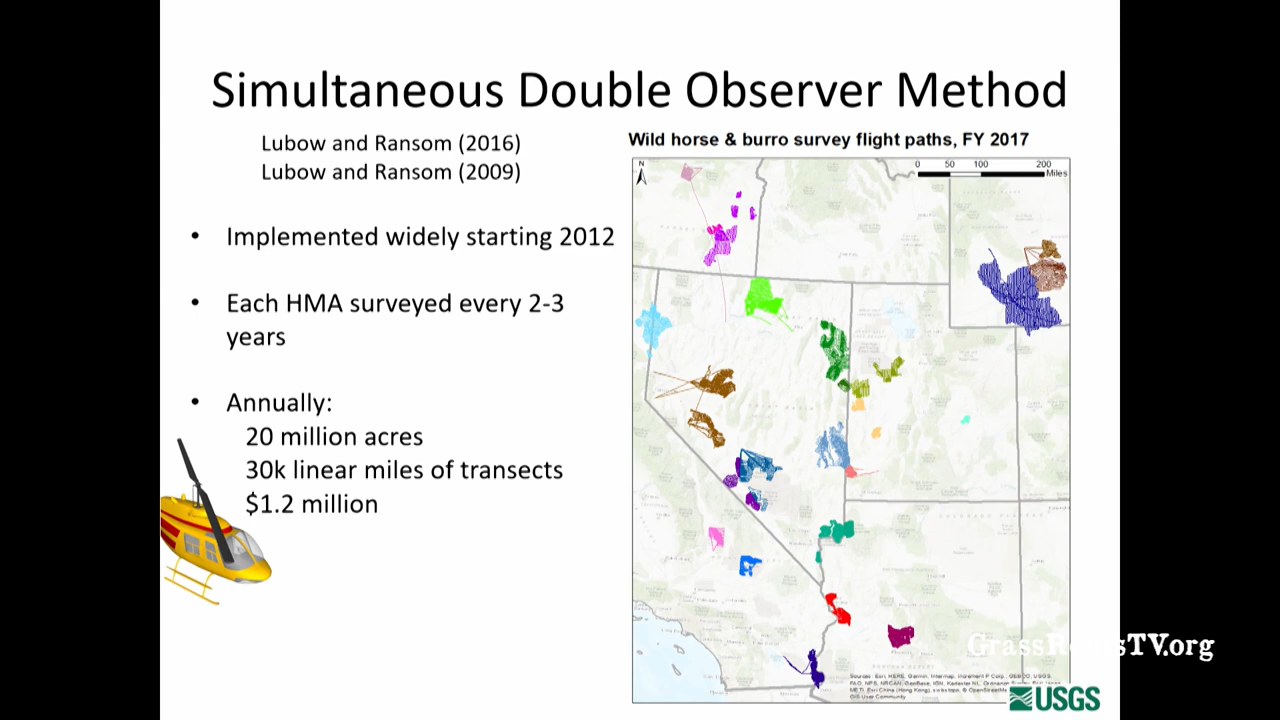 Simultaneous Double Observer Method
Lubow and Ransom (2016)
Lubow and Ransom (2009)
• Implemented widely starting 2012
• Each HMA surveyed every 2-3
years
• Annually:
20 million acres
30k linear miles of transects
$1.2 million
Wild horse & burro survey flight paths, FY 2017
N
0 50 100 200
Miles
GrassRootsTV.org
USGS